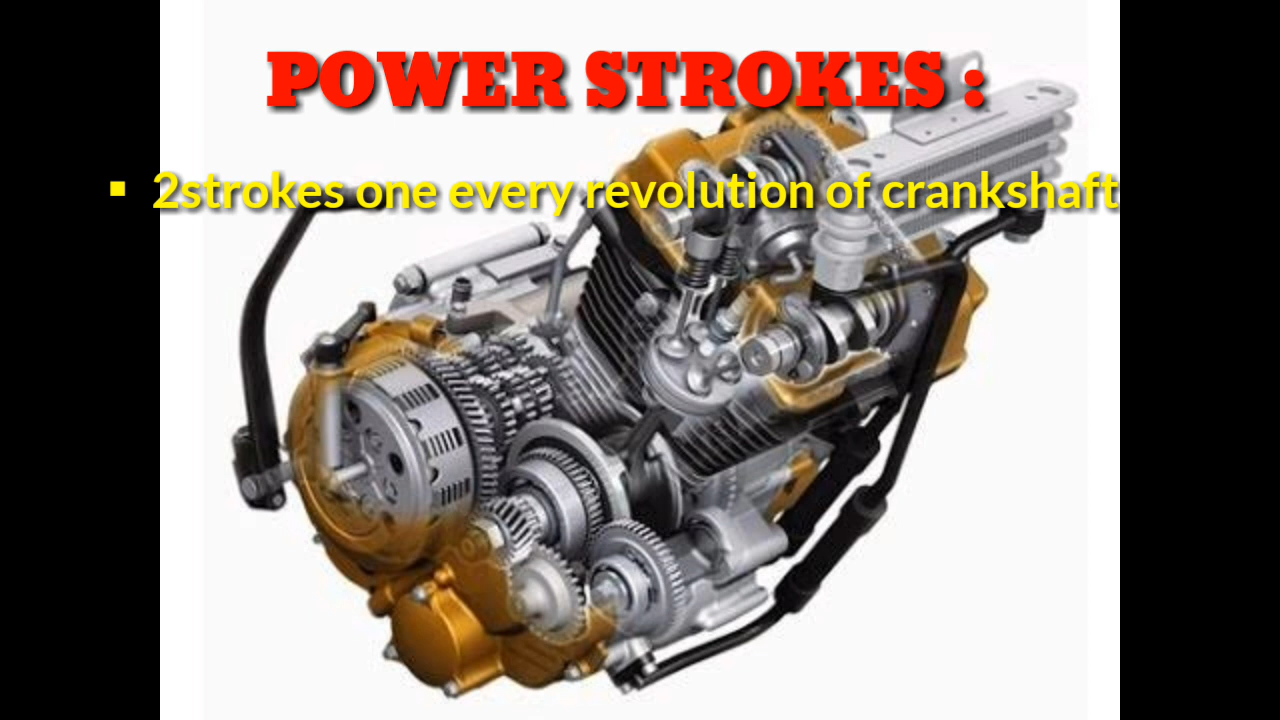 POWER STROKES :
▪ 2strokes one every revolution of crankshaft